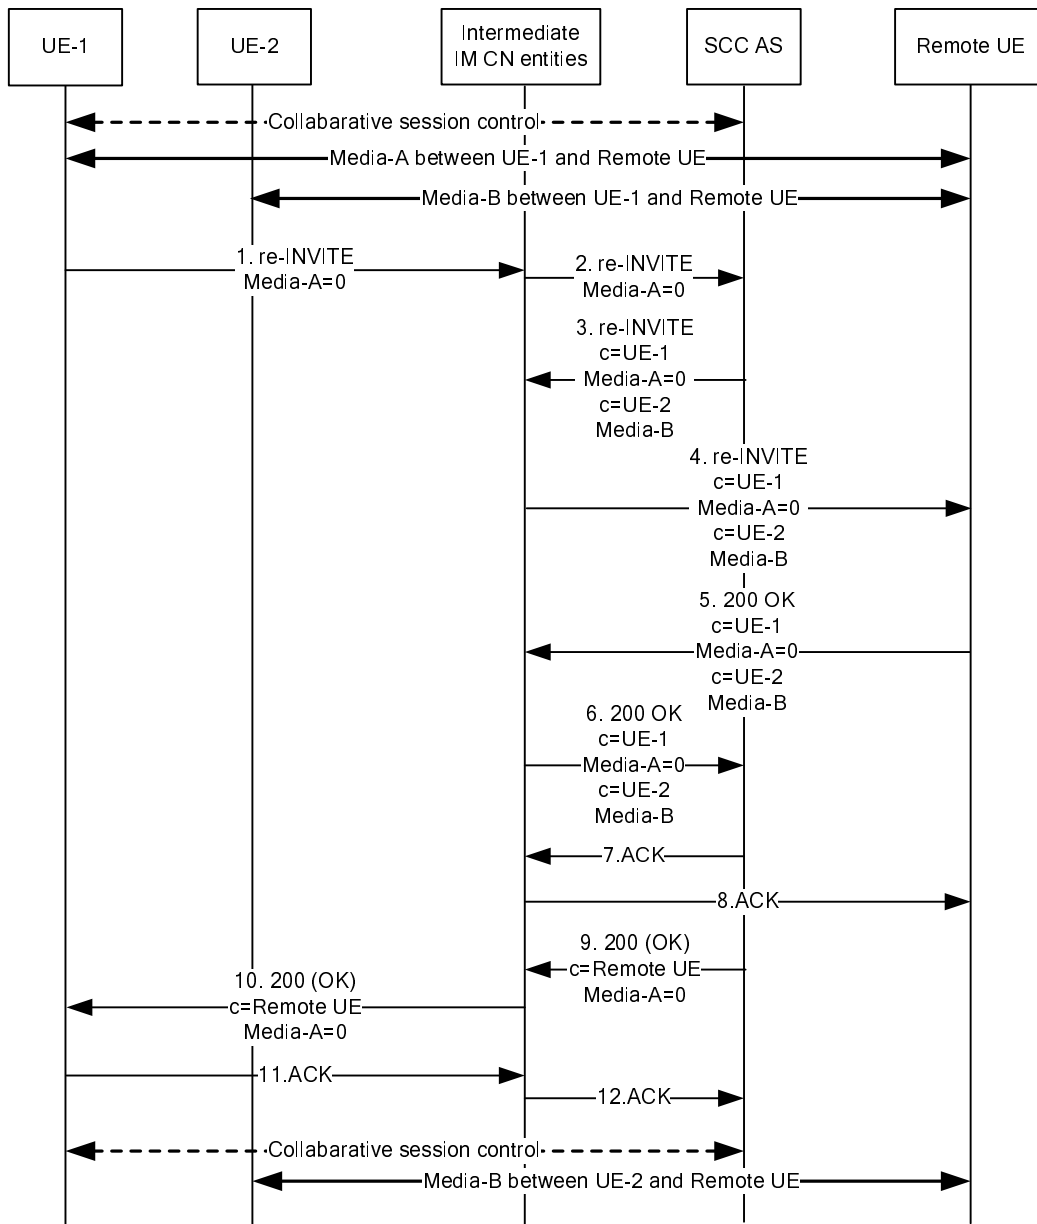 UE-1
UE-2
Intermediate
IM CN entities
SCC AS
Remote UE
Collabarative session control
Media-A between UE-1 and Remote UE
Media-B between UE-1 and Remote UE
1. re-INVITE
Media-A=0
2. re-INVITE
Media-A=0
3. re-INVITE
c=UE-1
Media-A=0
c=UE-2
Media-B
4. re-INVITE
c=UE-1
Media-A=0
c=UE-2
Media-B
5. 200 OK
c=UE-1
Media-A=0
c=UE-2
Media-B
6. 200 OK
c=UE-1
Media-A=0
c=UE-2
Media-B
7.ACK
8.ACK
9. 200 (OK)
c=Remote UE
Media-A=0
10. 200 (OK)
c=Remote UE
Media-A=0
11.ACK
12.ACK
Collabarative session control
Media-B between UE-2 and Remote UE